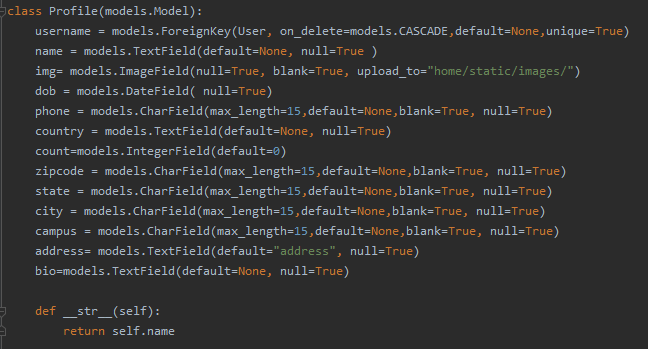 class Profile(models.Model):
    username = models.ForeignKey(User, on_delete=models.CASCADE,default=None,unique=True)
    name = models.TextField(default=None, null=True )
    img= models.ImageField(null=True, blank=True, upload_to="home/static/images/")
    dob = models.DateField( null=True)
    phone = models.CharField(max_length=15,default=None,blank=True, null=True)
    country = models.TextField(default=None, null=True)
    count=models.IntegerField(default=0)
    zipcode = models.CharField(max_length=15,default=None,blank=True, null=True)
    state = models.CharField(max_length=15,default=None,blank=True, null=True)
    city = models.CharField(max_length=15,default=None,blank=True, null=True)
    campus = models.CharField(max_length=15,default=None,blank=True, null=True)
    address= models.TextField(default="address", null=True)
    bio=models.TextField(default=None, null=True)

    def __str__(self):
        return self.name